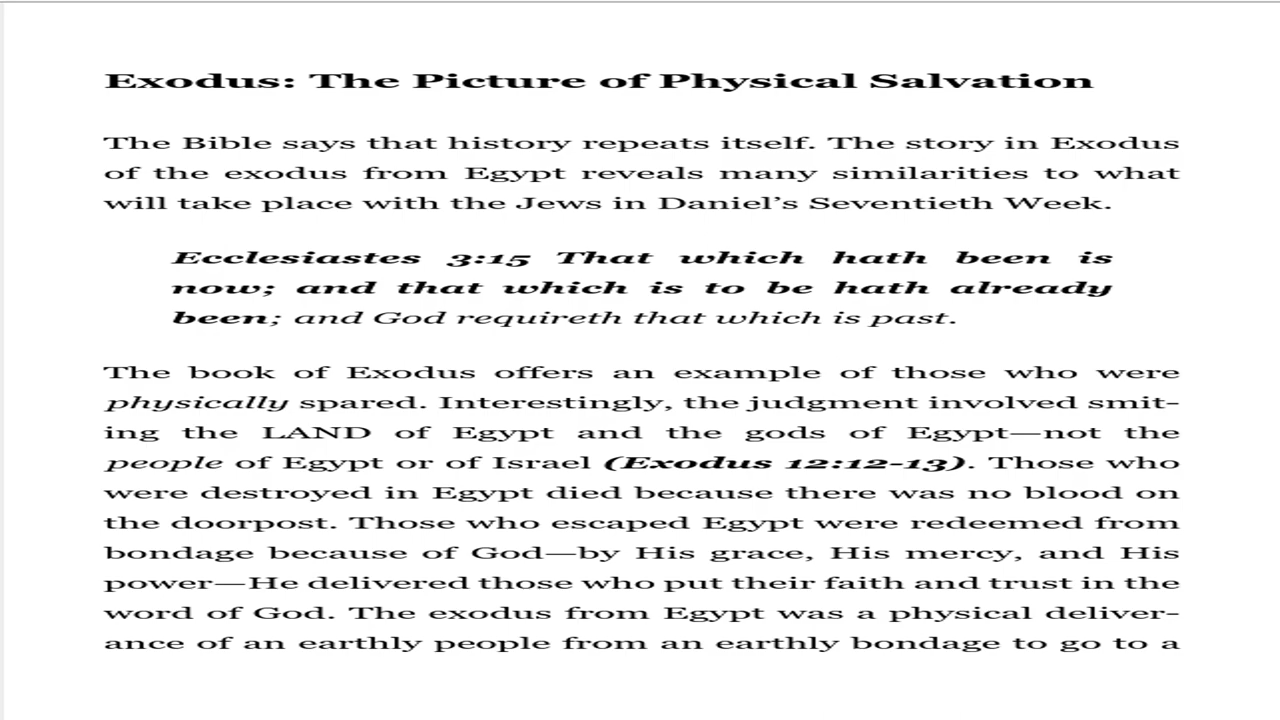 Exodus: The Picture of Physical Salvation
The Bible says that history repeats itself. The story in Exodus
of the exodus from Egypt reveals many similarities to what
will take place with the Jews in Daniel’s Seventieth Week.
Ecclesiastes 3:15 That which hath been is
now; and that which is to be hath already
been; and God requireth that which is past.
The book of Exodus offers an example of those who were
physically spared. Interestingly, the judgment involved smit-
ing the LAND of Egypt and the gods of Egypt—not the
people of Egypt or of Israel (Exodus 12:12-13). Those who
were destroyed in Egypt died because there was no blood on
the doorpost. Those who escaped Egypt were redeemed from
bondage because of God—by His grace, His mercy, and His
power—He delivered those who put their faith and trust in the
word of God. The exodus from Egypt was a physical deliver-
ance of an earthly people from an earthly bondage to go to a